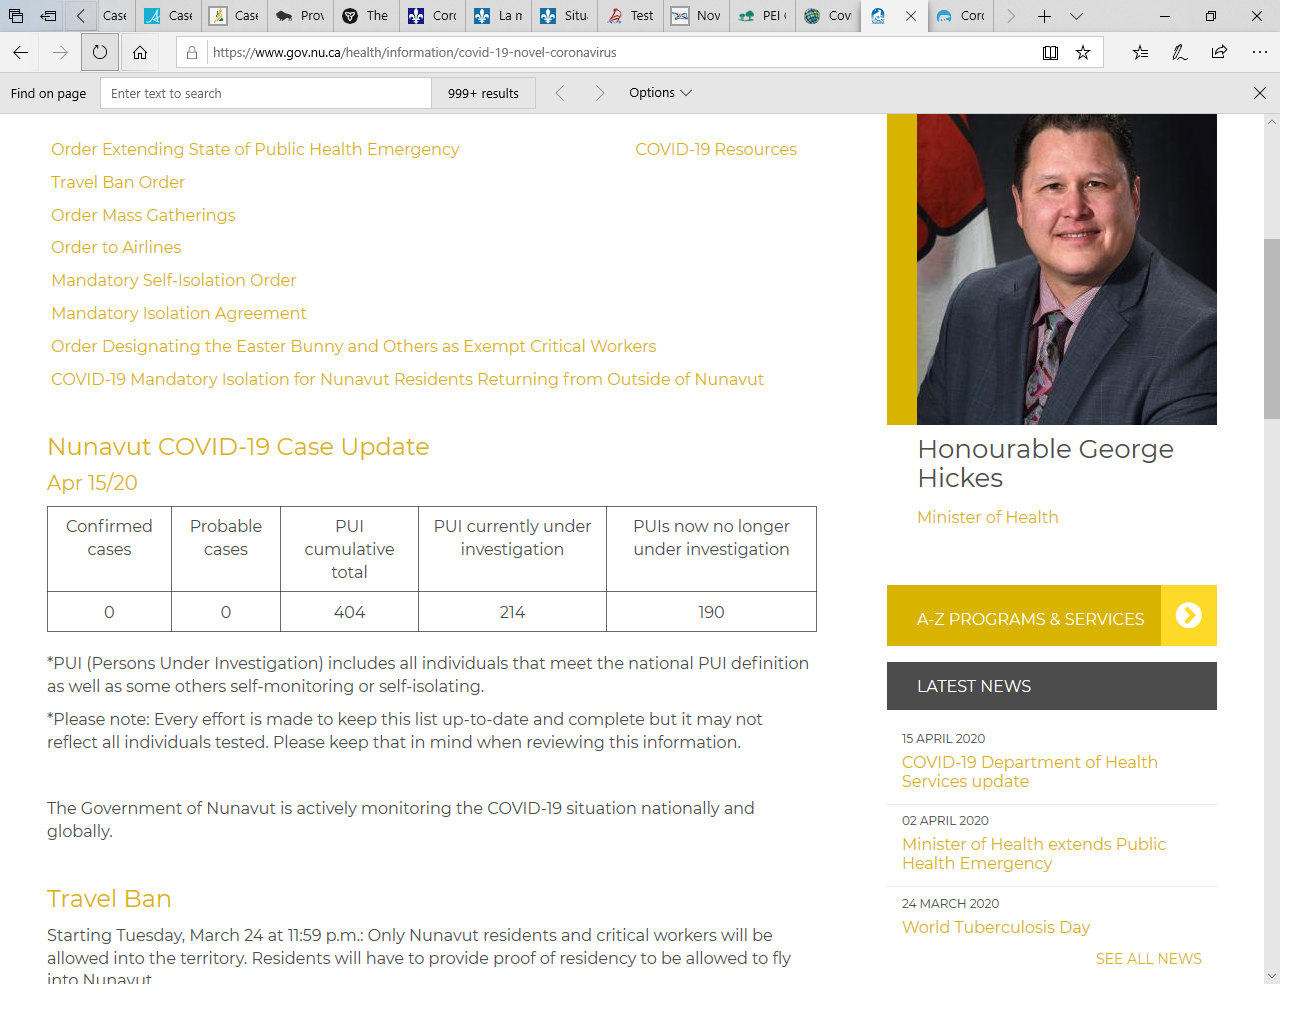 Case
Case
Case
Prov
The
Corc
La n
Situ
Test
Nov
PEI
Covi
Corc
https://www.gov.nu.ca/health/information/covid-19-novel-coronavirus
Find on page
Enter text to search
999+ results
Options
Order Extending State of Public Health Emergency
COVID-19 Resources
Travel Ban Order
Order Mass Gatherings
Order to Airlines
Mandatory Self-Isolation Order
Mandatory Isolation Agreement
Order Designating the Easter Bunny and Others as Exempt Critical Workers
COVID-19 Mandatory Isolation for Nunavut Residents Returning from Outside of Nunavut
Nunavut COVID-19 Case Update
Apr 15/20
Confirmed cases
Probable cases
PUI cumulative total
PUI currently under investigation
PUIs now no longer under investigation
0
0
404
214
190
*PUI (Persons Under Investigation) includes all individuals that meet the national PUI definition
as well as some others self-monitoring or self-isolating.
*Please note: Every effort is made to keep this list up-to-date and complete but it may not
reflect all individuals tested. Please keep that in mind when reviewing this information.
The Government of Nunavut is actively monitoring the COVID-19 situation nationally and
globally.
Travel Ban
Starting Tuesday, March 24 at 11:59 p.m.: Only Nunavut residents and critical workers will be
allowed into the territory. Residents will have to provide proof of residency to be allowed to fly
into Nunavut
Honourable George
Hickes
Minister of Health
A-Z PROGRAMS & SERVICES
LATEST NEWS
15 APRIL 2020
COVID-19 Department of Health
Services update
02 APRIL 2020
Minister of Health extends Public
Health Emergency
24 MARCH 2020
World Tuberculosis Day
SEE ALL NEWS